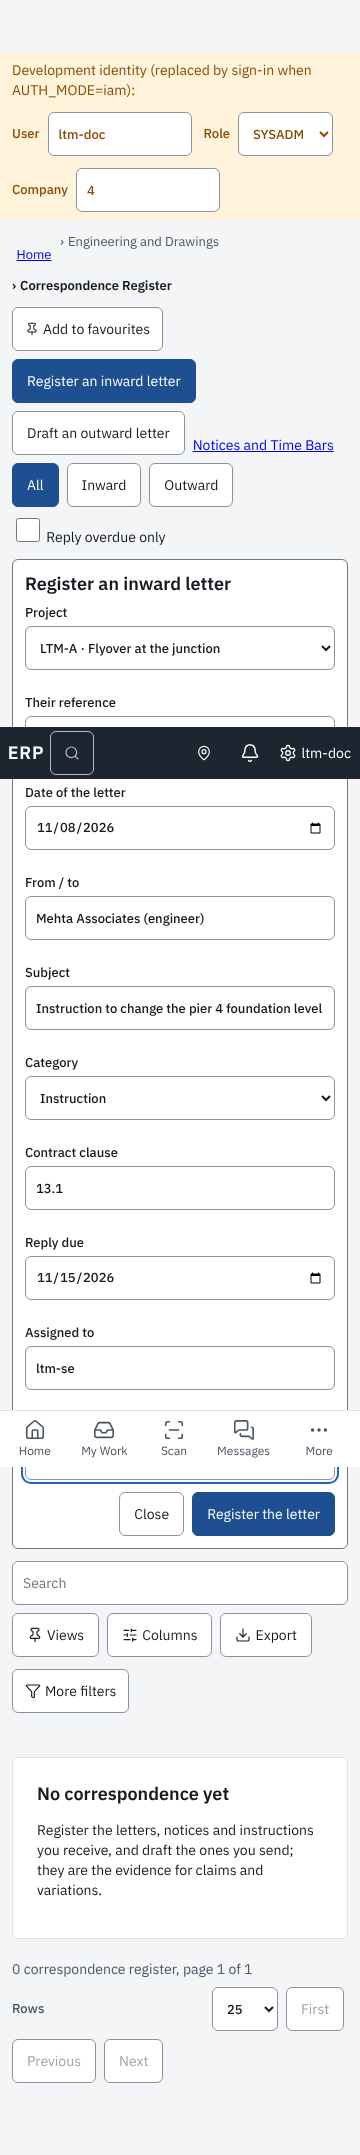 Development identity (replaced by sign-in when
AUTH_MODE=iam):
User ltm-doc Role SYSADM
Company 4
Home › Engineering and Drawings
› Correspondence Register
Add to favourites
Register an inward letter
Draft an outward letter Notices and Time Bars
All Inward Outward
Reply overdue only
Register an inward letter
Project
LTM-A · Flyover at the junction
Their reference
ERP ltm-doc
Date of the letter
11/08/2026
From / to
Mehta Associates (engineer)
Subject
Instruction to change the pier 4 foundation level
Category
Instruction
Contract clause
13.1
Reply due
11/15/2026
Assigned to
ltm-se
Home My Work Scan Messages More
Close Register the letter
Search
Views Columns Export
More filters
No correspondence yet
Register the letters, notices and instructions
you receive, and draft the ones you send;
they are the evidence for claims and
variations.
0 correspondence register, page 1 of 1
Rows 25 First
Previous Next